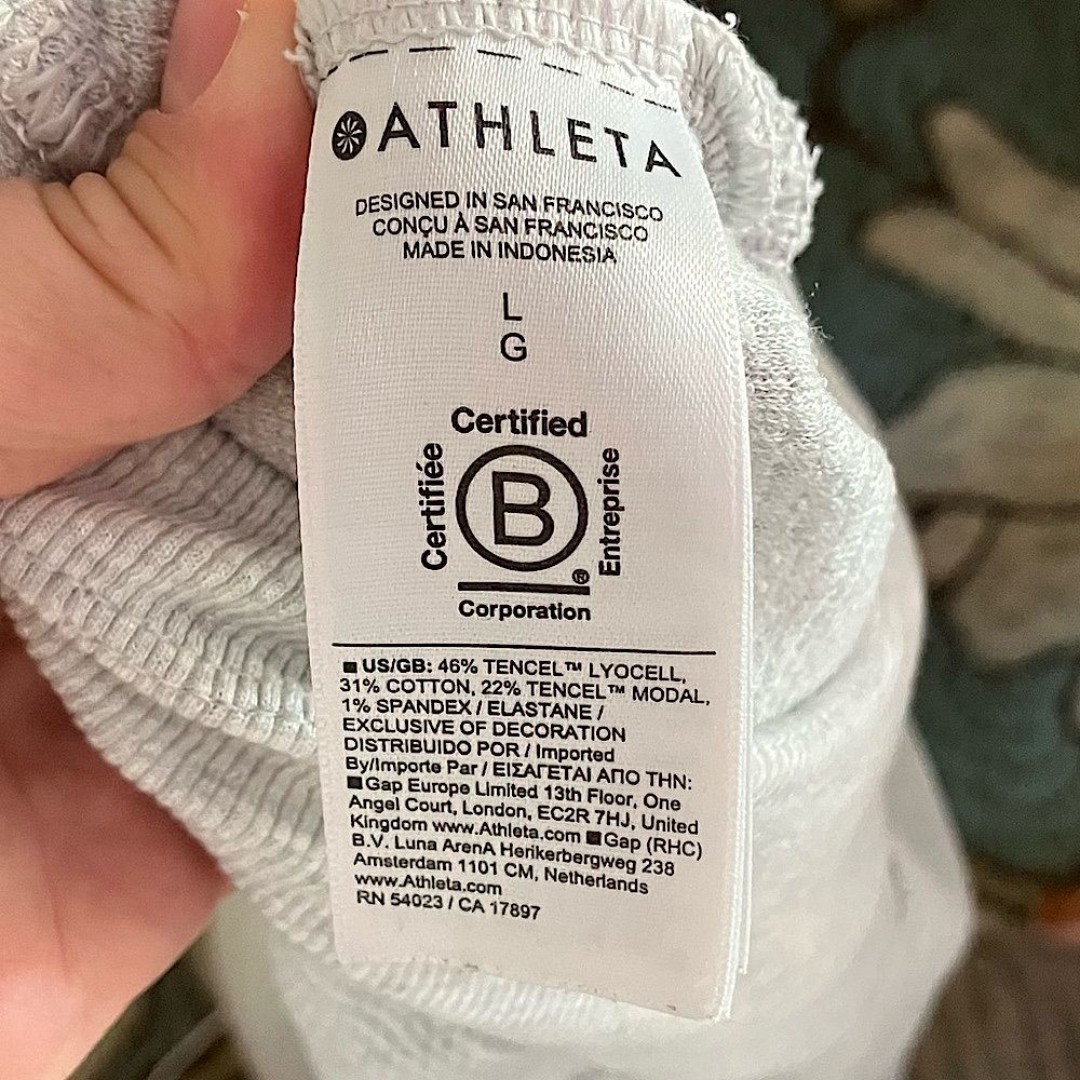 ATHLETA
DESIGNED IN SAN FRANCISCO
CONÇU À SAN FRANCISCO
MADE IN INDONESIA
L
G
Certified
Certifiée
B
Entreprise
®
Corporation
US/GB: 46% TENCEL™ LYOCELL,
31% COTTON, 22% TENCEL™ MODAL,
1% SPANDEX / ELASTANE /
EXCLUSIVE OF DECORATION
DISTRIBUIDO POR / Imported
By/Importe Par / ΕΙΣΑΓΕΤΑΙ ΑΠΟ ΤΗΝ:
Gap Europe Limited 13th Floor, One
Angel Court, London, EC2R 7HJ, United
Kingdom www.Athleta.com Gap (RHC)
B.V. Luna ArenA Herikerbergweg 238
Amsterdam 1101 CM, Netherlands
www.Athleta.com
RN 54023 / CA 17897